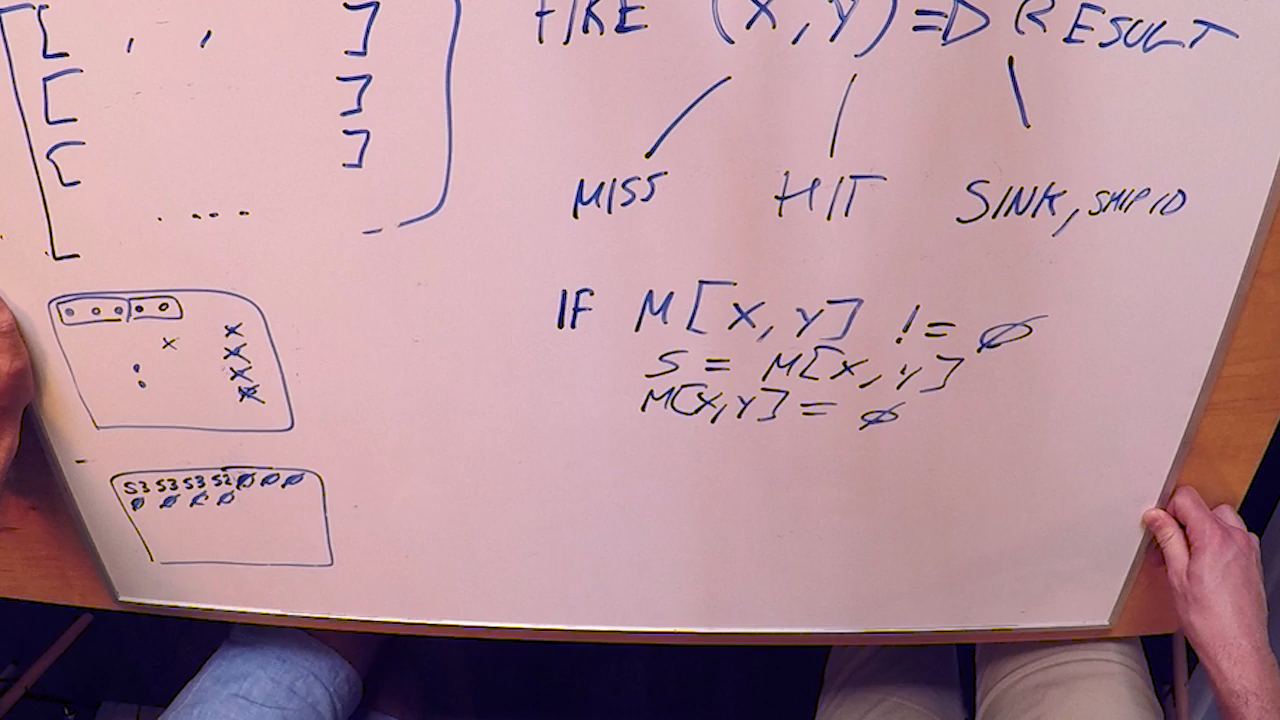 [ , , ]
[ ]
[ ]
. . . .
FIRE (X, Y) => RESULT
MISS HIT SINK, SHIP ID
IF M[X, Y] != Ø
S = M[X, Y]
M[X, Y] = Ø
S3 S3 S3 S2 Ø Ø Ø
Ø Ø Ø Ø